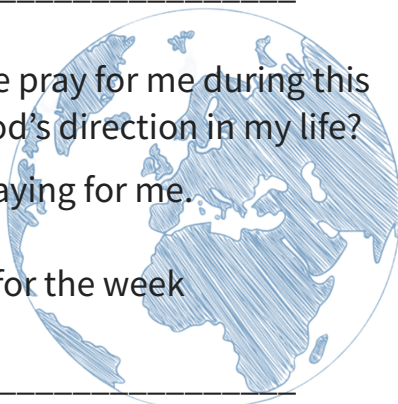 e pray for me during this
od’s direction in my life?
aying for me.
for the week